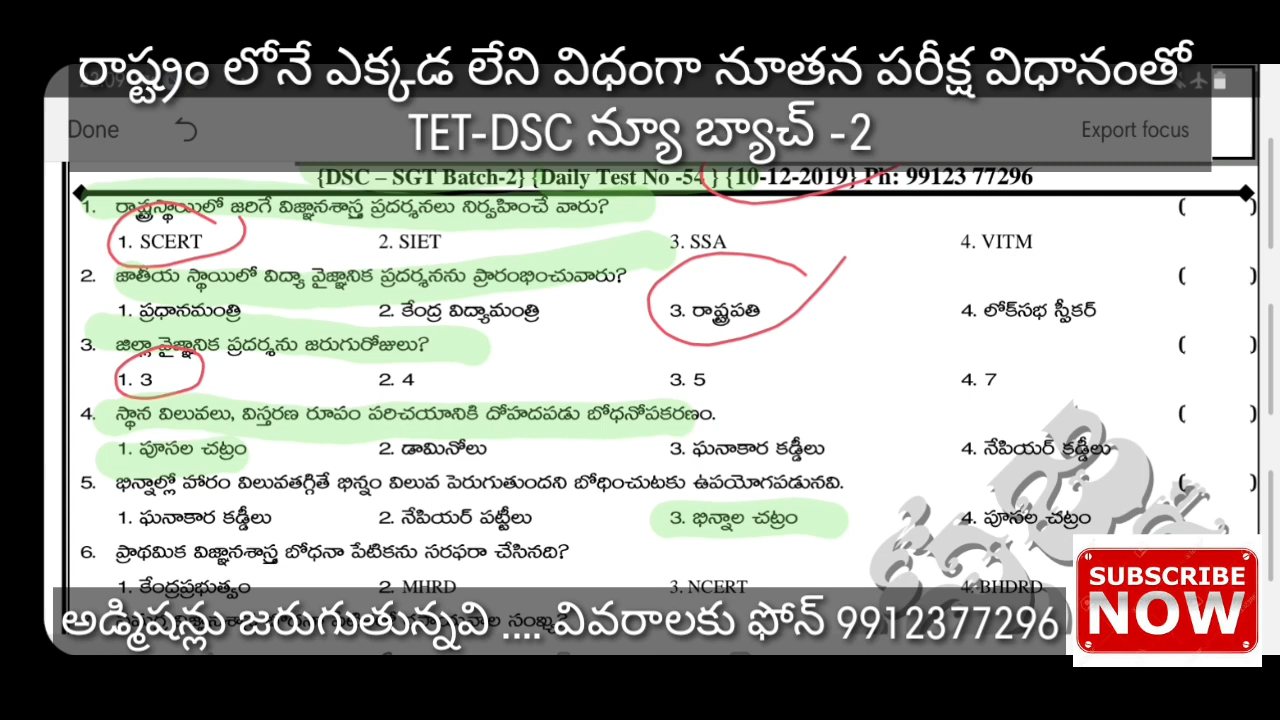 రాష్ట్రం లోనే ఎక్కడ లేని విధంగా నూతన పరీక్ష విధానంతో
TET-DSC న్యూ బ్యాచ్ -2
Done
Export focus
{DSC – SGT Batch-2} {Daily Test No -54 } {10-12-2019} Ph: 99123 77296
1. రాష్ట్రస్థాయిలో జరిగే విజ్ఞానశాస్త్ర ప్రదర్శనలు నిర్వహించే వారు? ( )
1. SCERT 2. SIET 3. SSA 4. VITM
2. జాతీయ స్థాయిలో విద్యా వైజ్ఞానిక ప్రదర్శనను ప్రారంభించువారు? ( )
1. ప్రధానమంత్రి 2. కేంద్ర విద్యామంత్రి 3. రాష్ట్రపతి 4. లోక్‌సభ స్పీకర్
3. జిల్లా వైజ్ఞానిక ప్రదర్శను జరుగురోజులు? ( )
1. 3 2. 4 3. 5 4. 7
4. స్థాన విలువలు, విస్తరణ రూపం పరిచయానికి దోహదపడు బోధనోపకరణం. ( )
1. పూసల చట్రం 2. డామినోలు 3. ఘనాకార కడ్డీలు 4. నేపియర్ కడ్డీలు
5. భిన్నాల్లో హారం విలువతగ్గితే భిన్నం విలువ పెరుగుతుందని బోధించుటకు ఉపయోగపడునవి. ( )
1. ఘనాకార కడ్డీలు 2. నేపియర్ పట్టీలు 3. భిన్నాల చట్రం 4. పూసల చట్రం
6. ప్రాథమిక విజ్ఞానశాస్త్ర బోధనా పేటికను సరఫరా చేసినది?
1. కేంద్రప్రభుత్వం 2. MHRD 3. NCERT 4. BHDRD
అడ్మిషన్లు జరుగుతున్నవి .... వివరాలకు ఫోన్ 9912377296
SUBSCRIBE
NOW